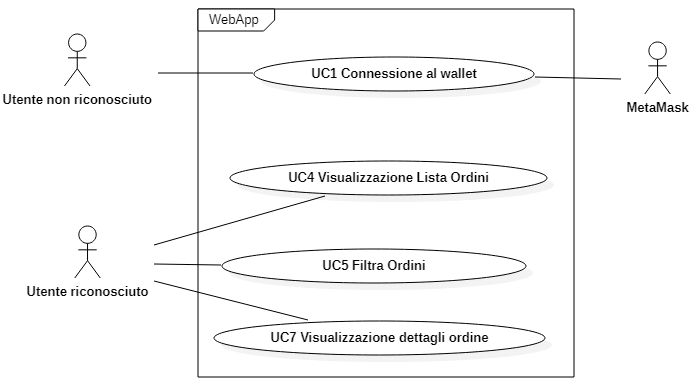 WebApp
UC1 Connessione al wallet
Utente non riconosciuto
MetaMask
UC4 Visualizzazione Lista Ordini
UC5 Filtra Ordini
Utente riconosciuto
UC7 Visualizzazione dettagli ordine